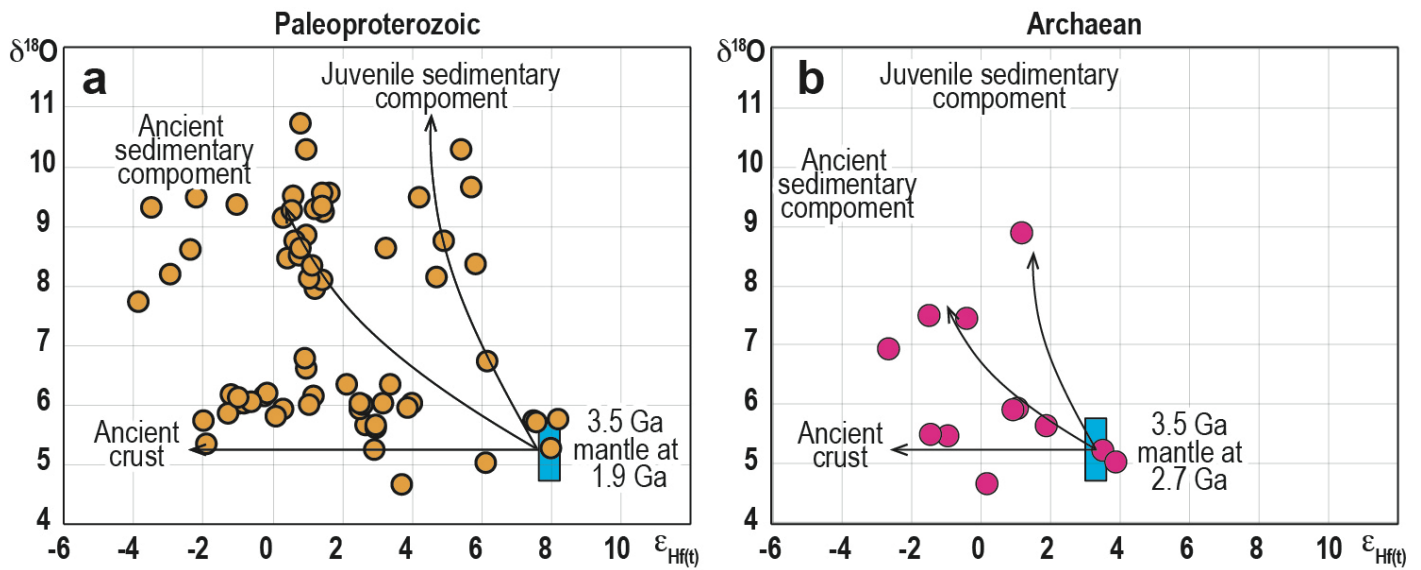 Paleoproterozoic
δ¹⁸O
a
Juvenile sedimentary
compoment
Ancient
sedimentary
compoment
Ancient
crust
3.5 Ga
mantle at
1.9 Ga
11
10
9
8
7
6
5
4
-6 -4 -2 0 2 4 6 8 10 εHf(t)
Archaean
δ¹⁸O
b
Juvenile sedimentary
compoment
Ancient
sedimentary
compoment
Ancient
crust
3.5 Ga
mantle at
2.7 Ga
11
10
9
8
7
6
5
4
-6 -4 -2 0 2 4 6 8 10 εHf(t)